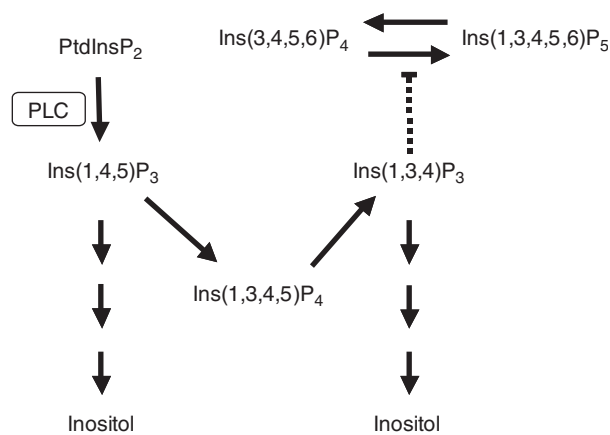 Ins(3,4,5,6)P4
Ins(1,3,4,5,6)P5
PtdInsP2
PLC
Ins(1,4,5)P3
Ins(1,3,4)P3
Ins(1,3,4,5)P4
Inositol
Inositol